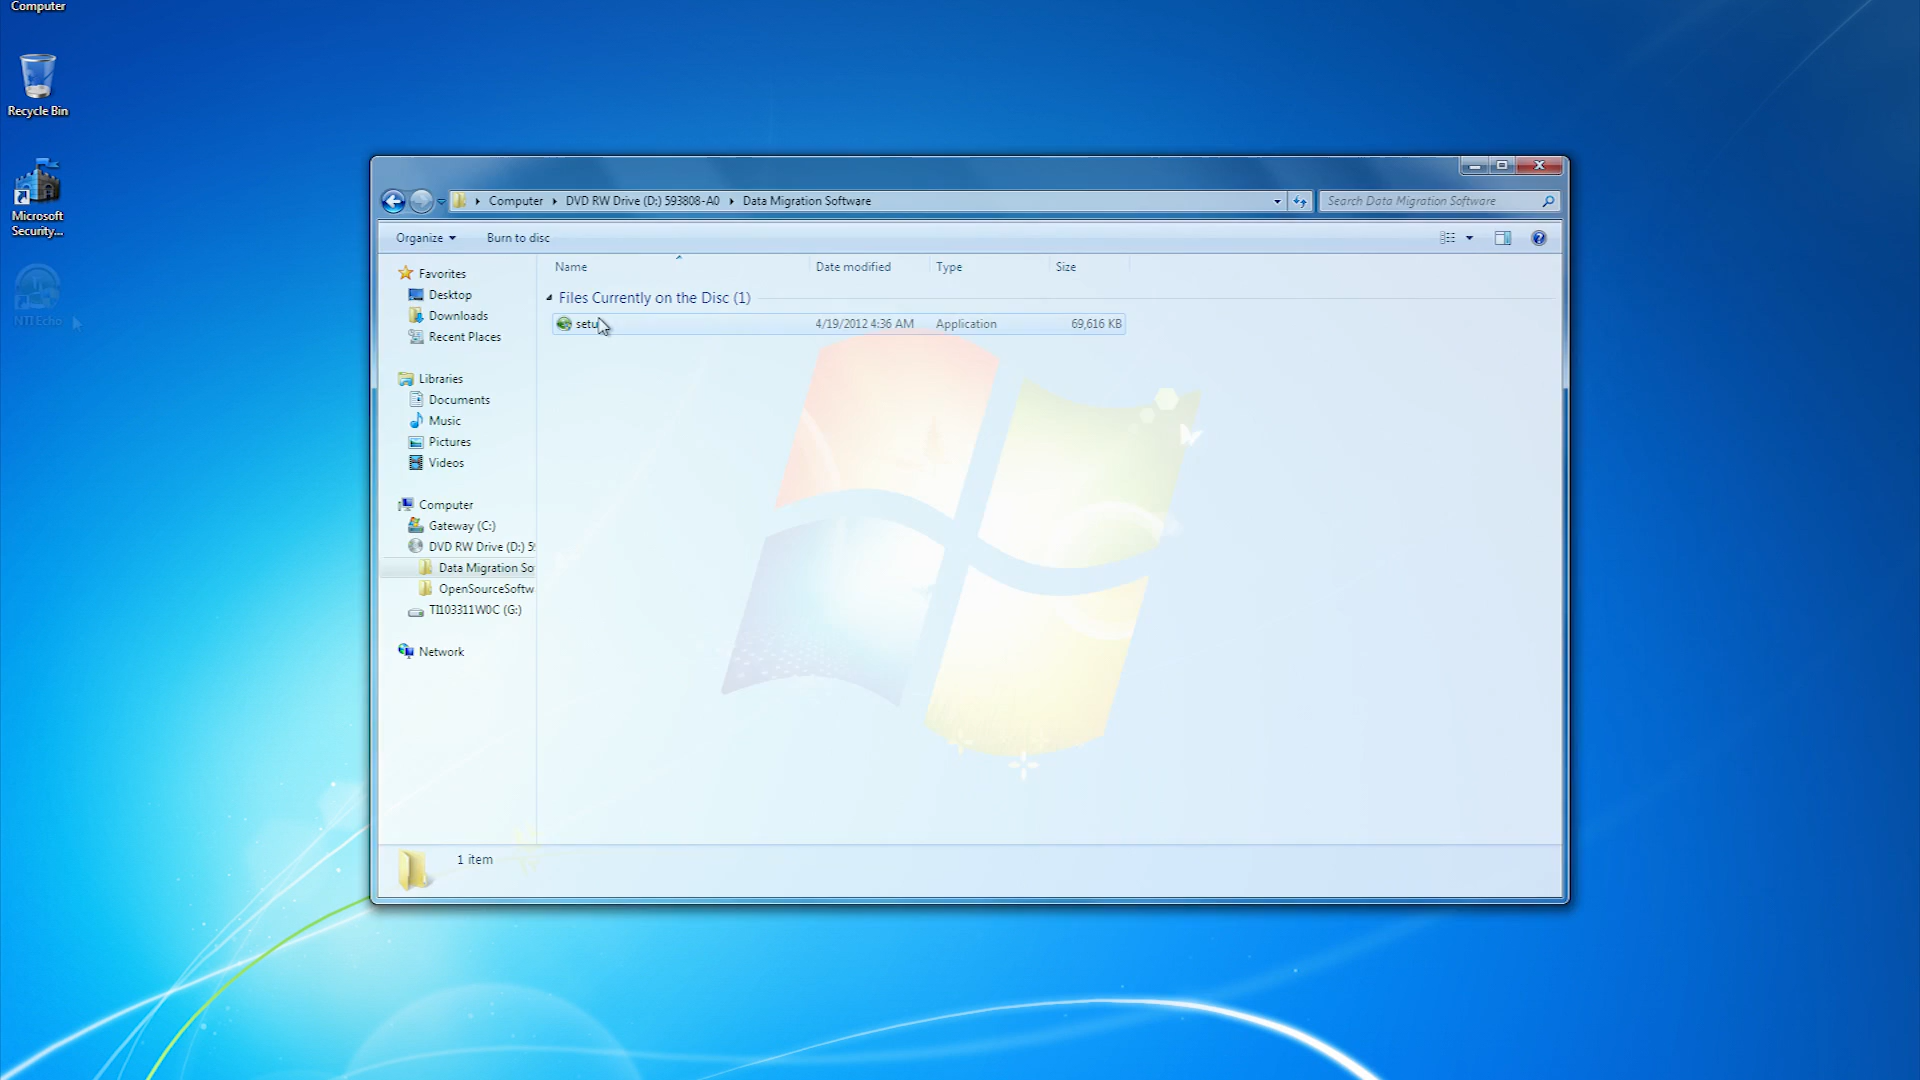 Computer
Recycle Bin
Microsoft
Security...
NTI Echo
Computer
DVD RW Drive (D:) 593808-A0
Data Migration Software
Search Data Migration Software
Organize
Burn to disc
Name
Date modified
Type
Size
Favorites
Desktop
Downloads
Recent Places
Libraries
Documents
Music
Pictures
Videos
Computer
Gateway (C:)
DVD RW Drive (D:) 5
Data Migration So
OpenSourceSoftw
TI103311W0C (G:)
Network
Files Currently on the Disc (1)
setu
4/19/2012 4:36 AM
Application
69,616 KB
1 item